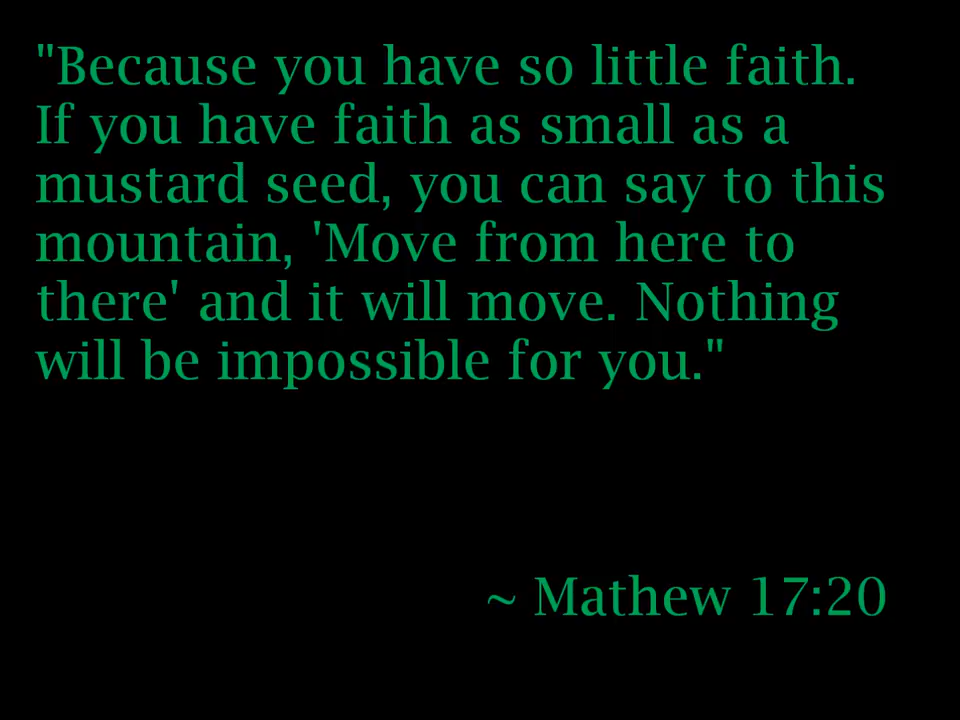 "Because you have so little faith.
If you have faith as small as a
mustard seed, you can say to this
mountain, 'Move from here to
there' and it will move. Nothing
will be impossible for you."
~ Mathew 17:20